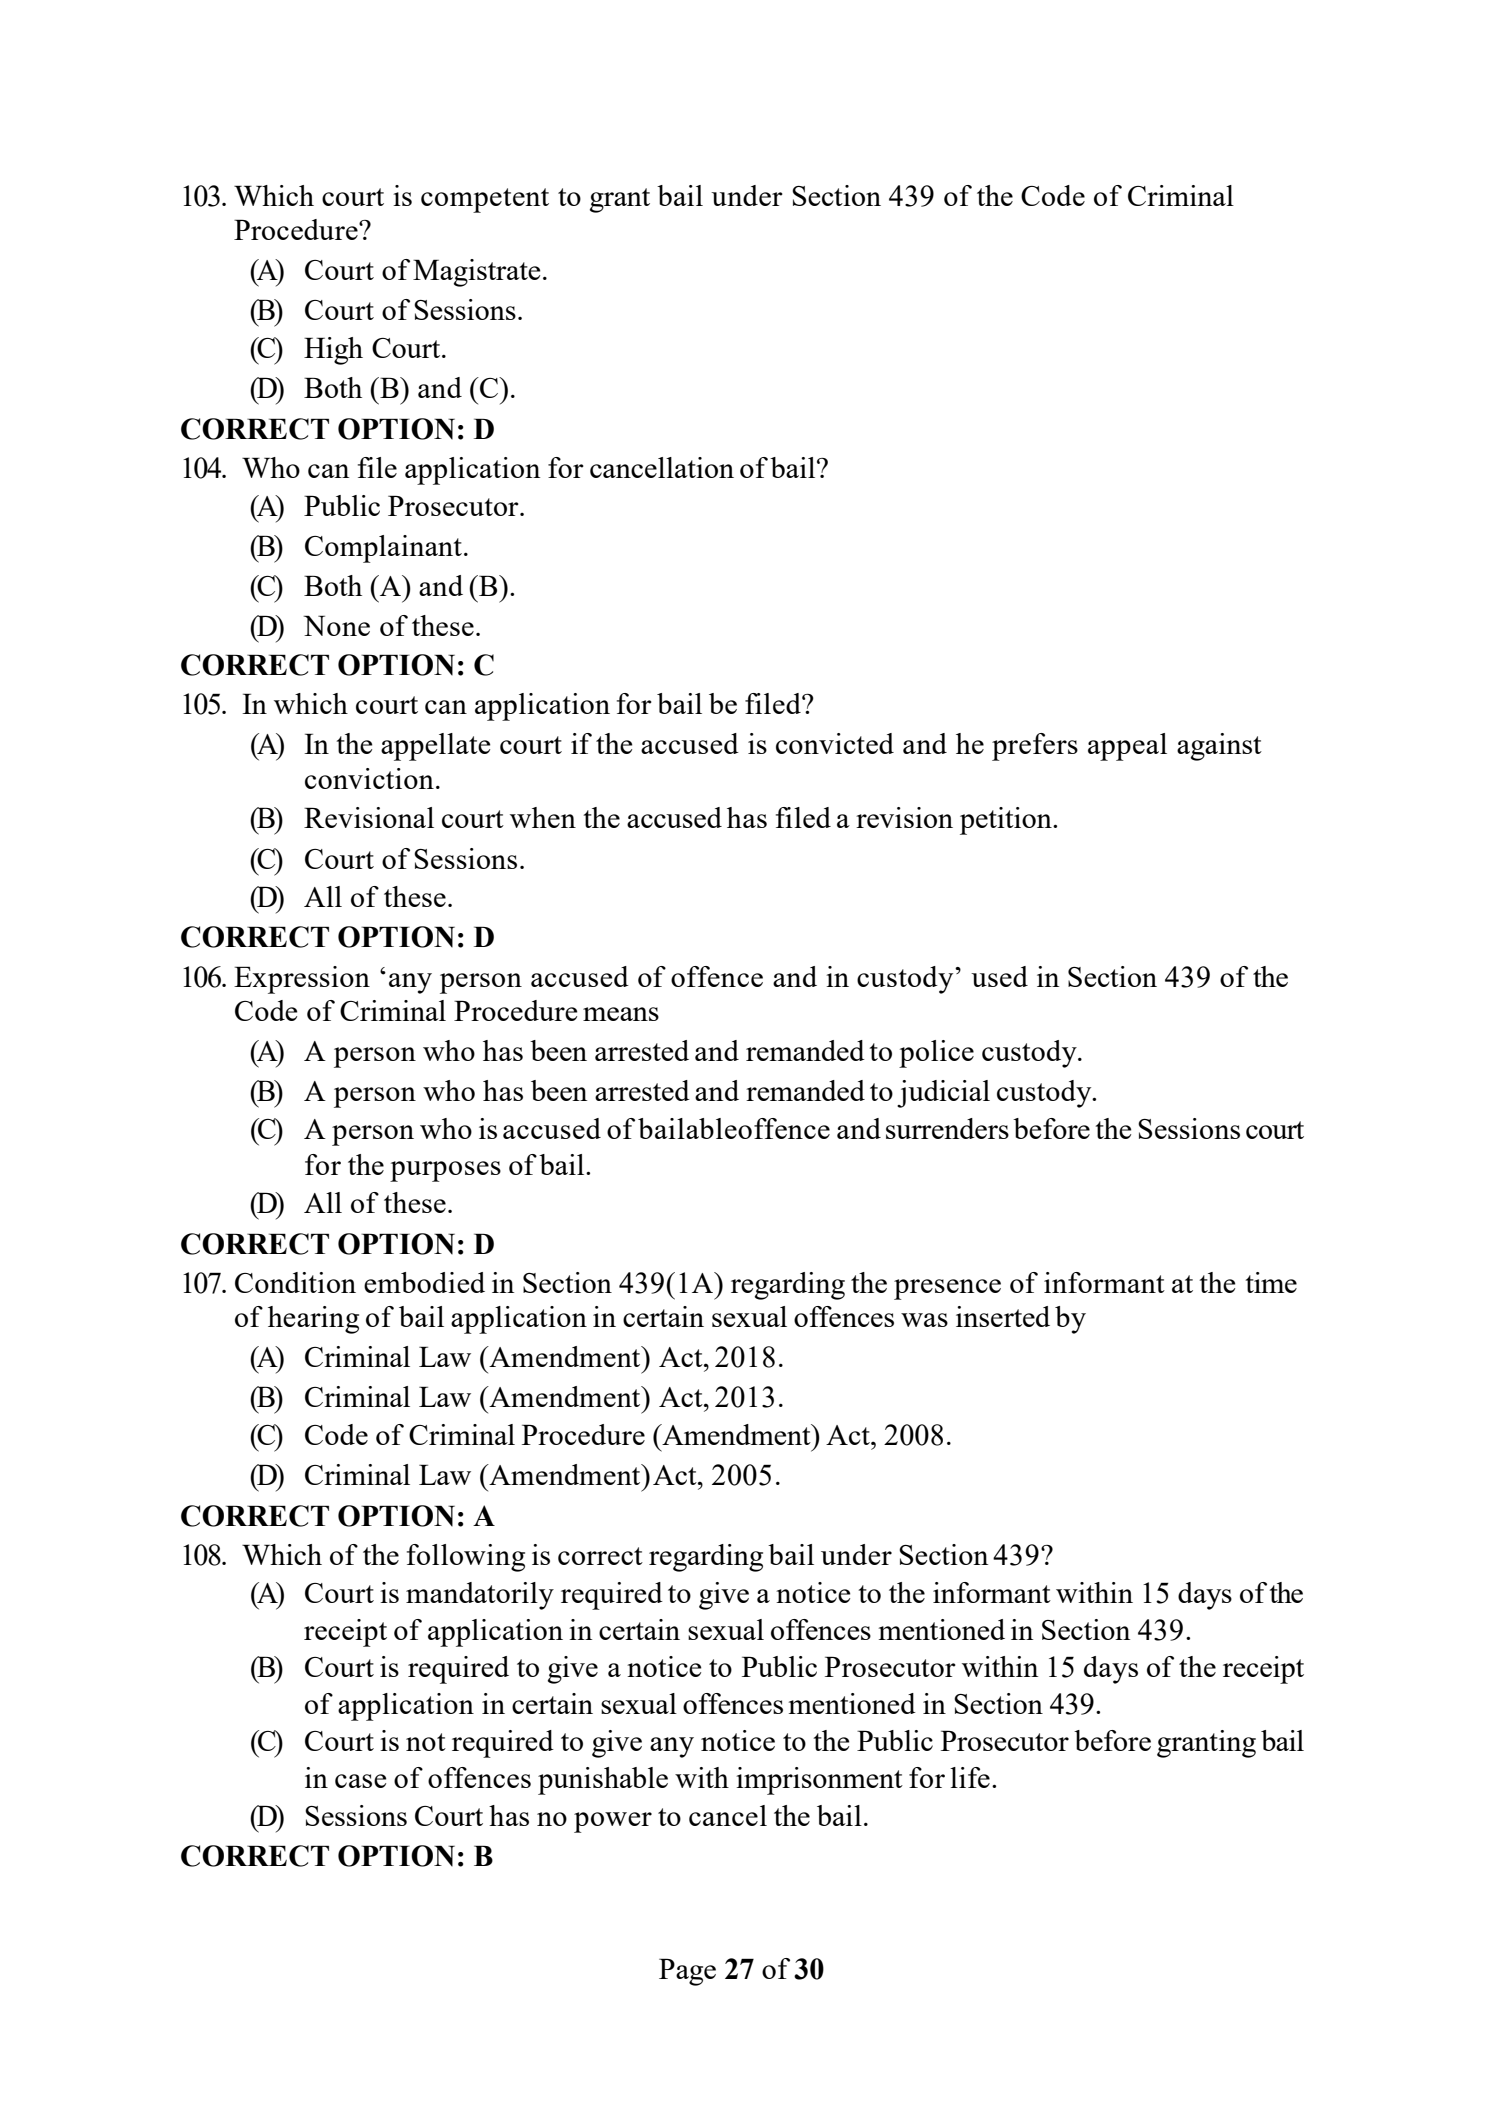 103. Which court is competent to grant bail under Section 439 of the Code of Criminal
Procedure?
(A) Court of Magistrate.
(B) Court of Sessions.
(C) High Court.
(D) Both (B) and (C).
CORRECT OPTION: D
104. Who can file application for cancellation of bail?
(A) Public Prosecutor.
(B) Complainant.
(C) Both (A) and (B).
(D) None of these.
CORRECT OPTION: C
105. In which court can application for bail be filed?
(A) In the appellate court if the accused is convicted and he prefers appeal against
conviction.
(B) Revisional court when the accused has filed a revision petition.
(C) Court of Sessions.
(D) All of these.
CORRECT OPTION: D
106. Expression ‘any person accused of offence and in custody’ used in Section 439 of the
Code of Criminal Procedure means
(A) A person who has been arrested and remanded to police custody.
(B) A person who has been arrested and remanded to judicial custody.
(C) A person who is accused of bailableoffence and surrenders before the Sessions court
for the purposes of bail.
(D) All of these.
CORRECT OPTION: D
107. Condition embodied in Section 439(1A) regarding the presence of informant at the time
of hearing of bail application in certain sexual offences was inserted by
(A) Criminal Law (Amendment) Act, 2018.
(B) Criminal Law (Amendment) Act, 2013.
(C) Code of Criminal Procedure (Amendment) Act, 2008.
(D) Criminal Law (Amendment)Act, 2005.
CORRECT OPTION: A
108. Which of the following is correct regarding bail under Section 439?
(A) Court is mandatorily required to give a notice to the informant within 15 days of the
receipt of application in certain sexual offences mentioned in Section 439.
(B) Court is required to give a notice to Public Prosecutor within 15 days of the receipt
of application in certain sexual offences mentioned in Section 439.
(C) Court is not required to give any notice to the Public Prosecutor before granting bail
in case of offences punishable with imprisonment for life.
(D) Sessions Court has no power to cancel the bail.
CORRECT OPTION: B
Page 27 of 30